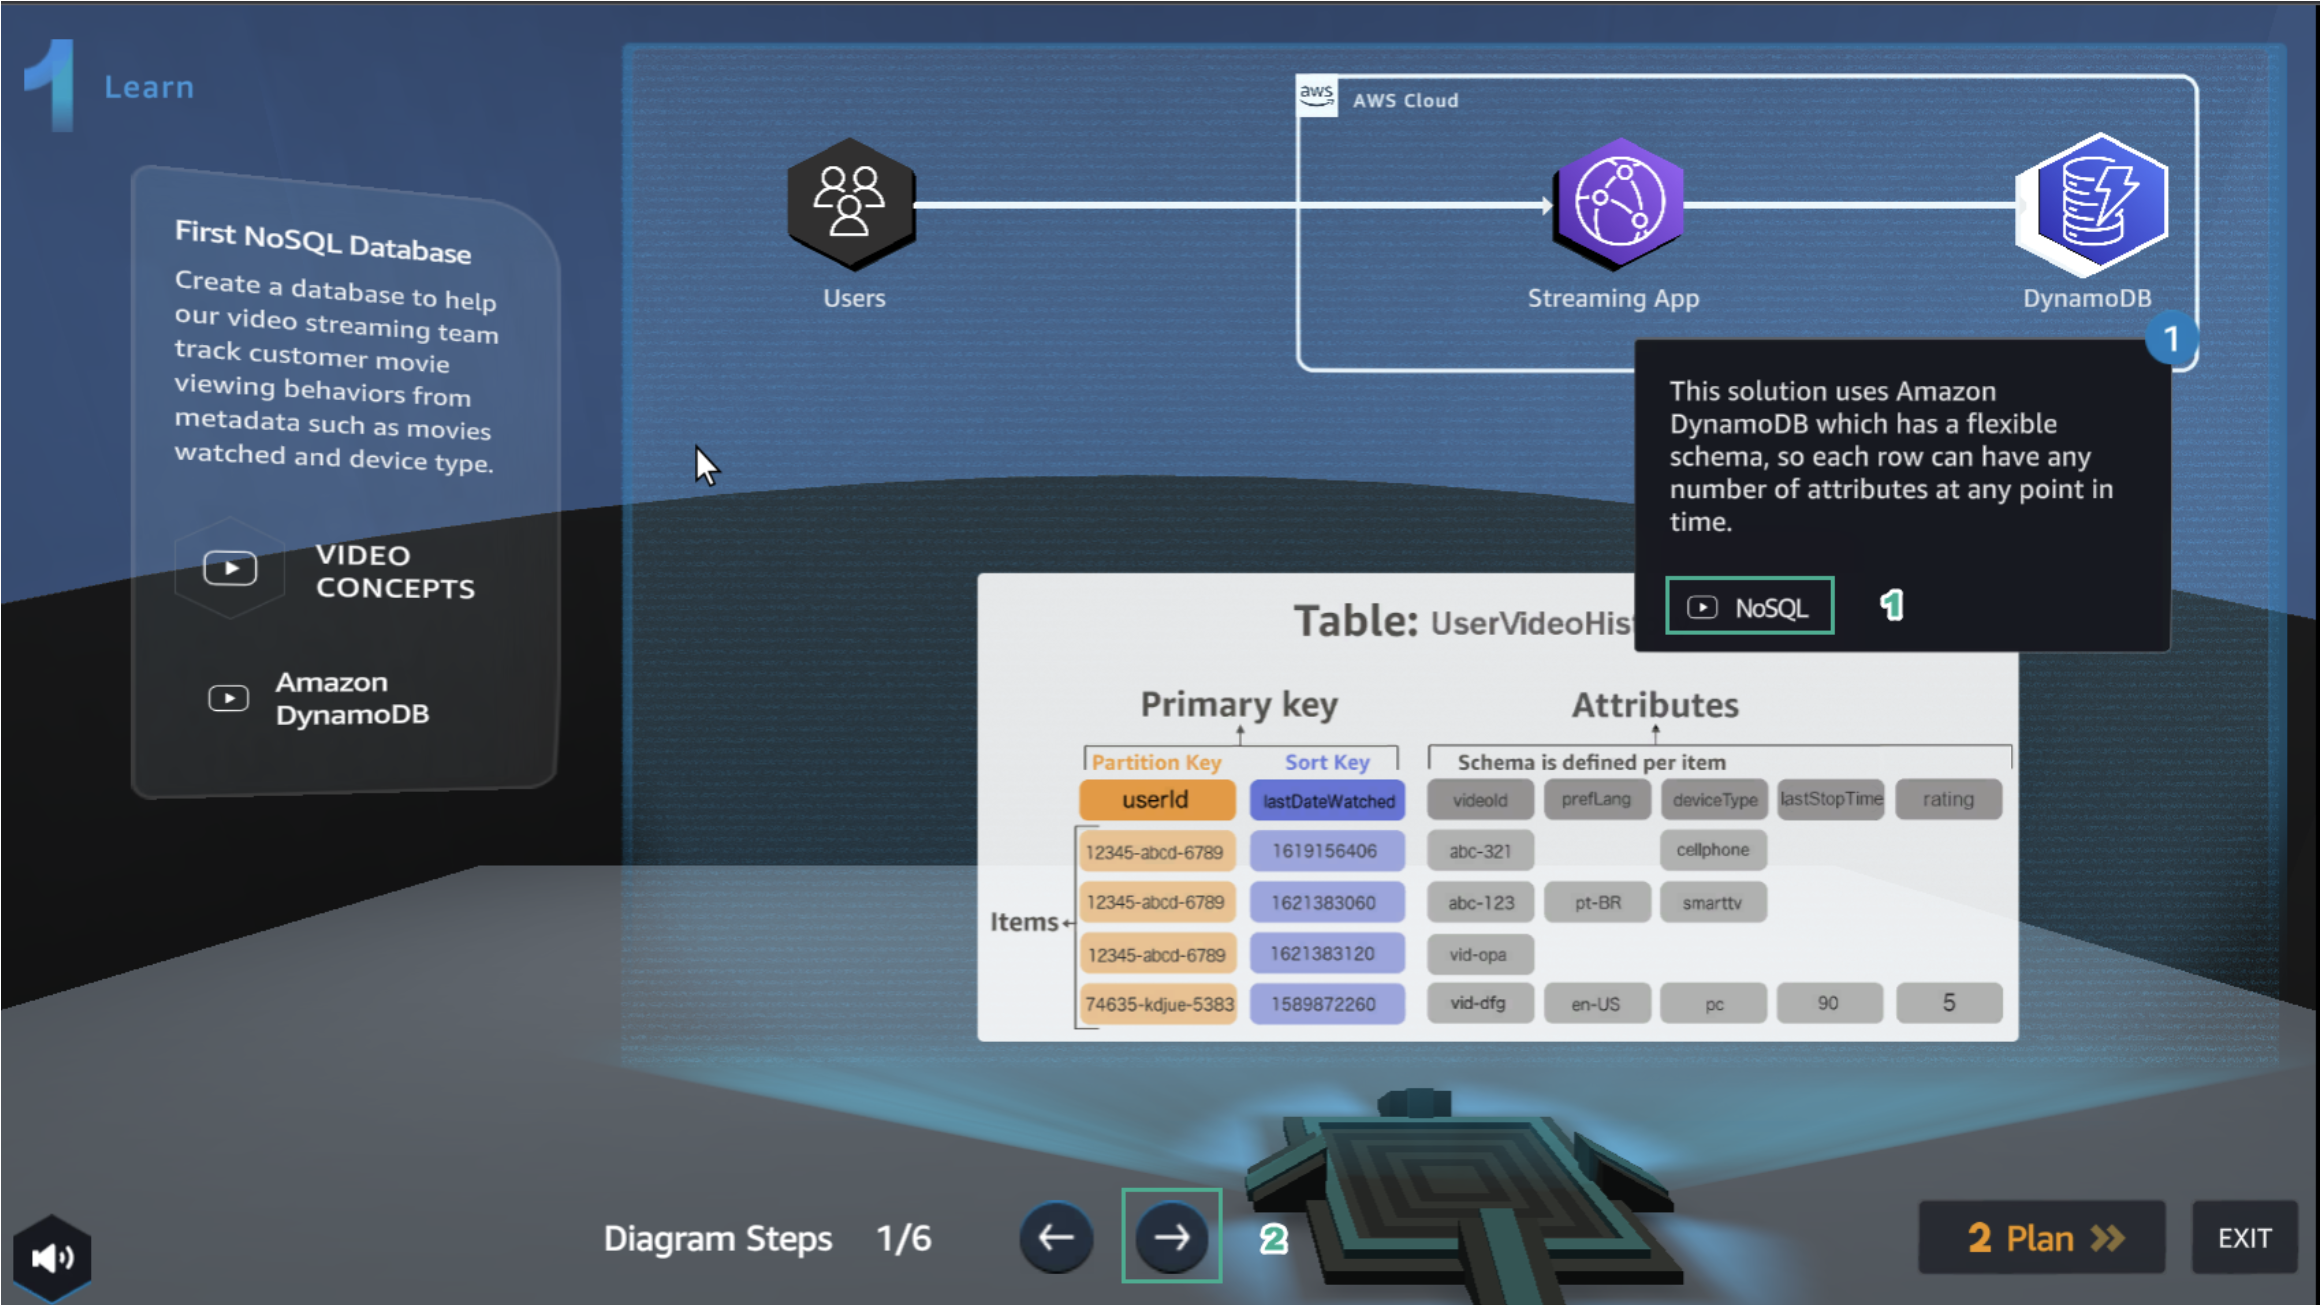 1 Learn
First NoSQL Database
Create a database to help
our video streaming team
track customer movie
viewing behaviors from
metadata such as movies
watched and device type.
VIDEO
CONCEPTS
Amazon
DynamoDB
aws
AWS Cloud
Users
Streaming App
DynamoDB
1
This solution uses Amazon
DynamoDB which has a flexible
schema, so each row can have any
number of attributes at any point in
time.
NoSQL
1
Table: UserVideoHis
Primary key
Attributes
Partition Key
Sort Key
Schema is defined per item
userId
lastDateWatched
videoId
prefLang
deviceType
lastStopTime
rating
Items
12345-abcd-6789
1619156406
abc-321
cellphone
12345-abcd-6789
1621383060
abc-123
pt-BR
smarttv
12345-abcd-6789
1621383120
vid-opa
74635-kdjue-5383
1589872260
vid-dfg
en-US
pc
90
5
Diagram Steps 1/6
2
2 Plan
EXIT